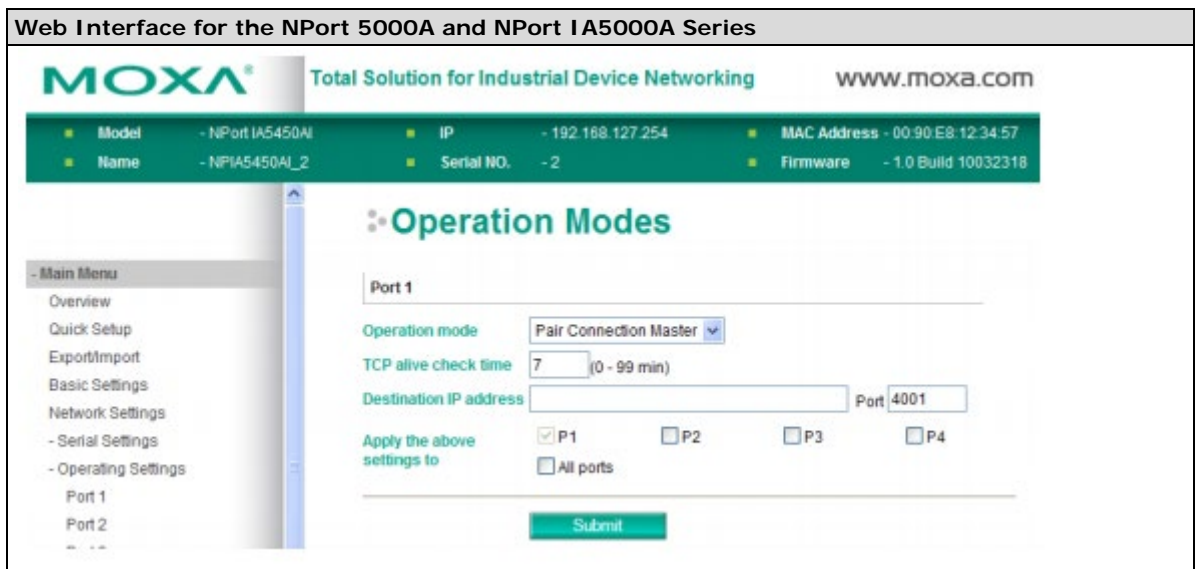 Web Interface for the NPort 5000A and NPort IA5000A Series
MOXA® Total Solution for Industrial Device Networking www.moxa.com
Model - NPort IA5450AI IP - 192.168.127.254 MAC Address - 00:90:E8:12:34:57
Name - NPIA5450AI_2 Serial NO. - 2 Firmware - 1.0 Build 10032318
Operation Modes
- Main Menu
Overview
Quick Setup
Export/Import
Basic Settings
Network Settings
- Serial Settings
- Operating Settings
Port 1
Port 2
Port 1
Operation mode Pair Connection Master
TCP alive check time 7 (0 - 99 min)
Destination IP address Port 4001
Apply the above settings to P1 P2 P3 P4
All ports
Submit